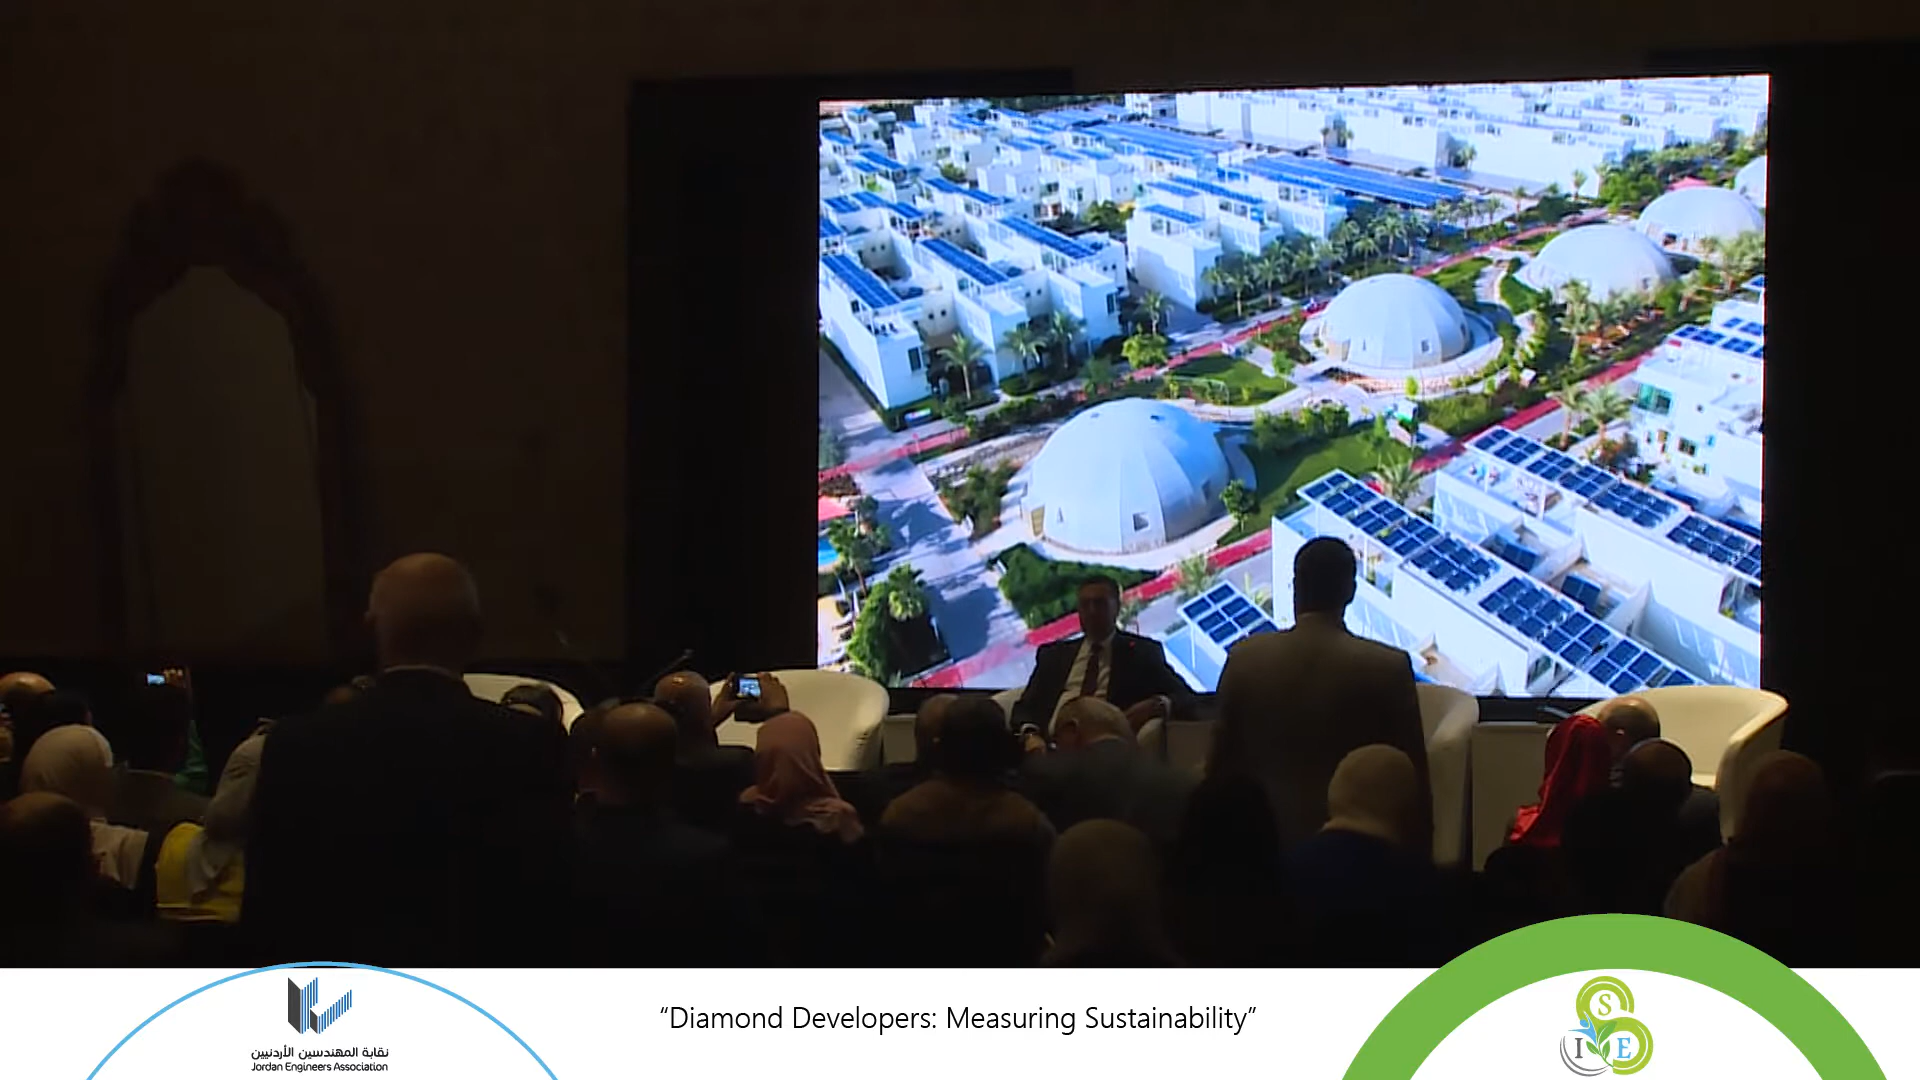 نقابة المهندسين الأردنيين
Jordan Engineers Association
“Diamond Developers: Measuring Sustainability”
S
I E